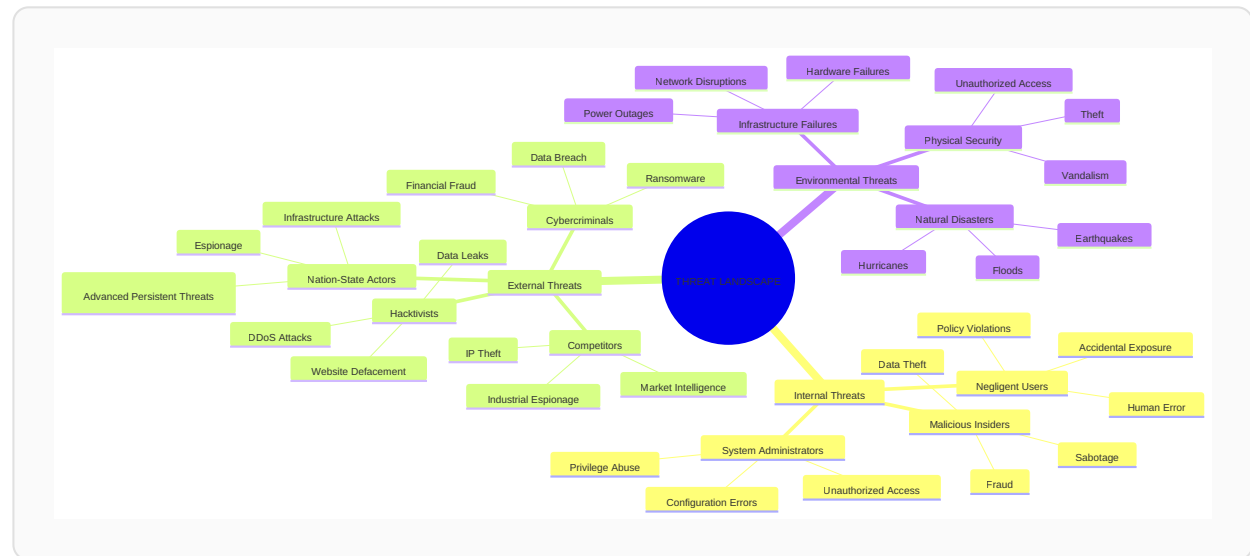 THREAT LANDSCAPE
External Threats
Cybercriminals
Financial Fraud
Data Breach
Ransomware
Nation-State Actors
Infrastructure Attacks
Espionage
Advanced Persistent Threats
Hacktivists
Data Leaks
DDoS Attacks
Website Defacement
Competitors
IP Theft
Industrial Espionage
Market Intelligence
Environmental Threats
Infrastructure Failures
Power Outages
Network Disruptions
Hardware Failures
Physical Security
Unauthorized Access
Theft
Vandalism
Natural Disasters
Hurricanes
Floods
Earthquakes
Internal Threats
Negligent Users
Policy Violations
Accidental Exposure
Human Error
Malicious Insiders
Data Theft
Sabotage
Fraud
System Administrators
Privilege Abuse
Configuration Errors
Unauthorized Access